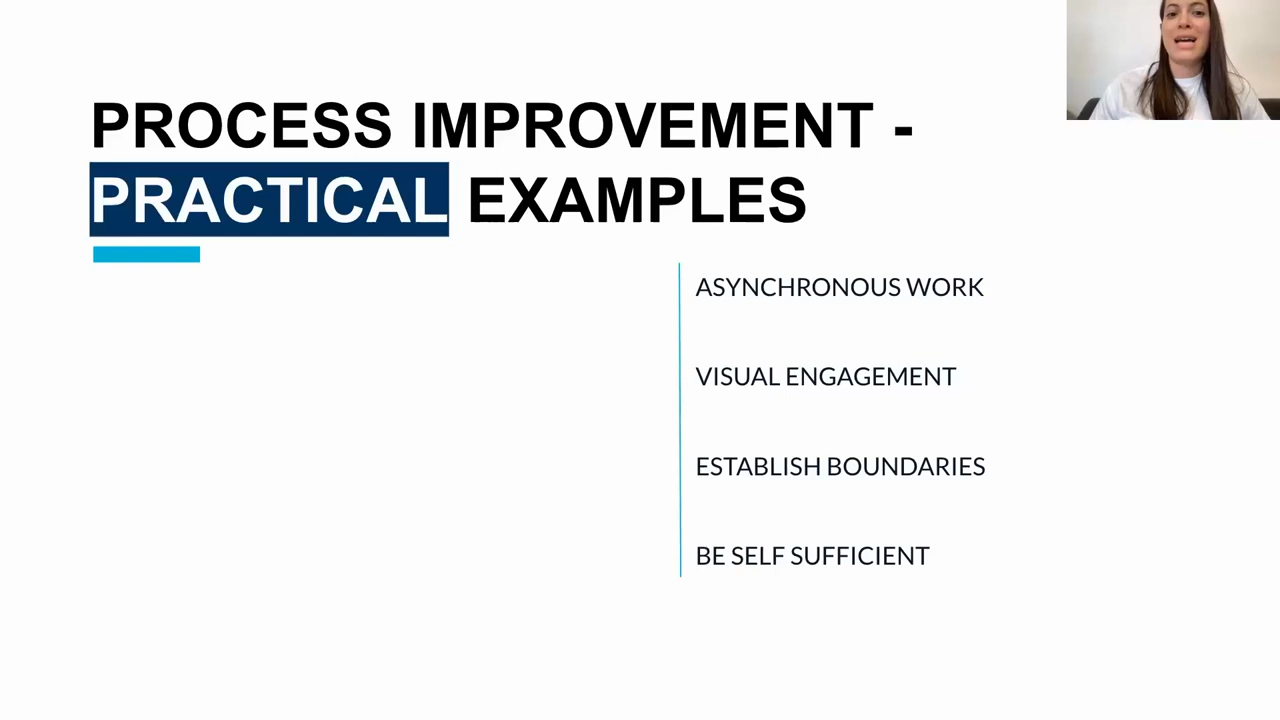 PROCESS IMPROVEMENT -
PRACTICAL EXAMPLES
ASYNCHRONOUS WORK
VISUAL ENGAGEMENT
ESTABLISH BOUNDARIES
BE SELF SUFFICIENT